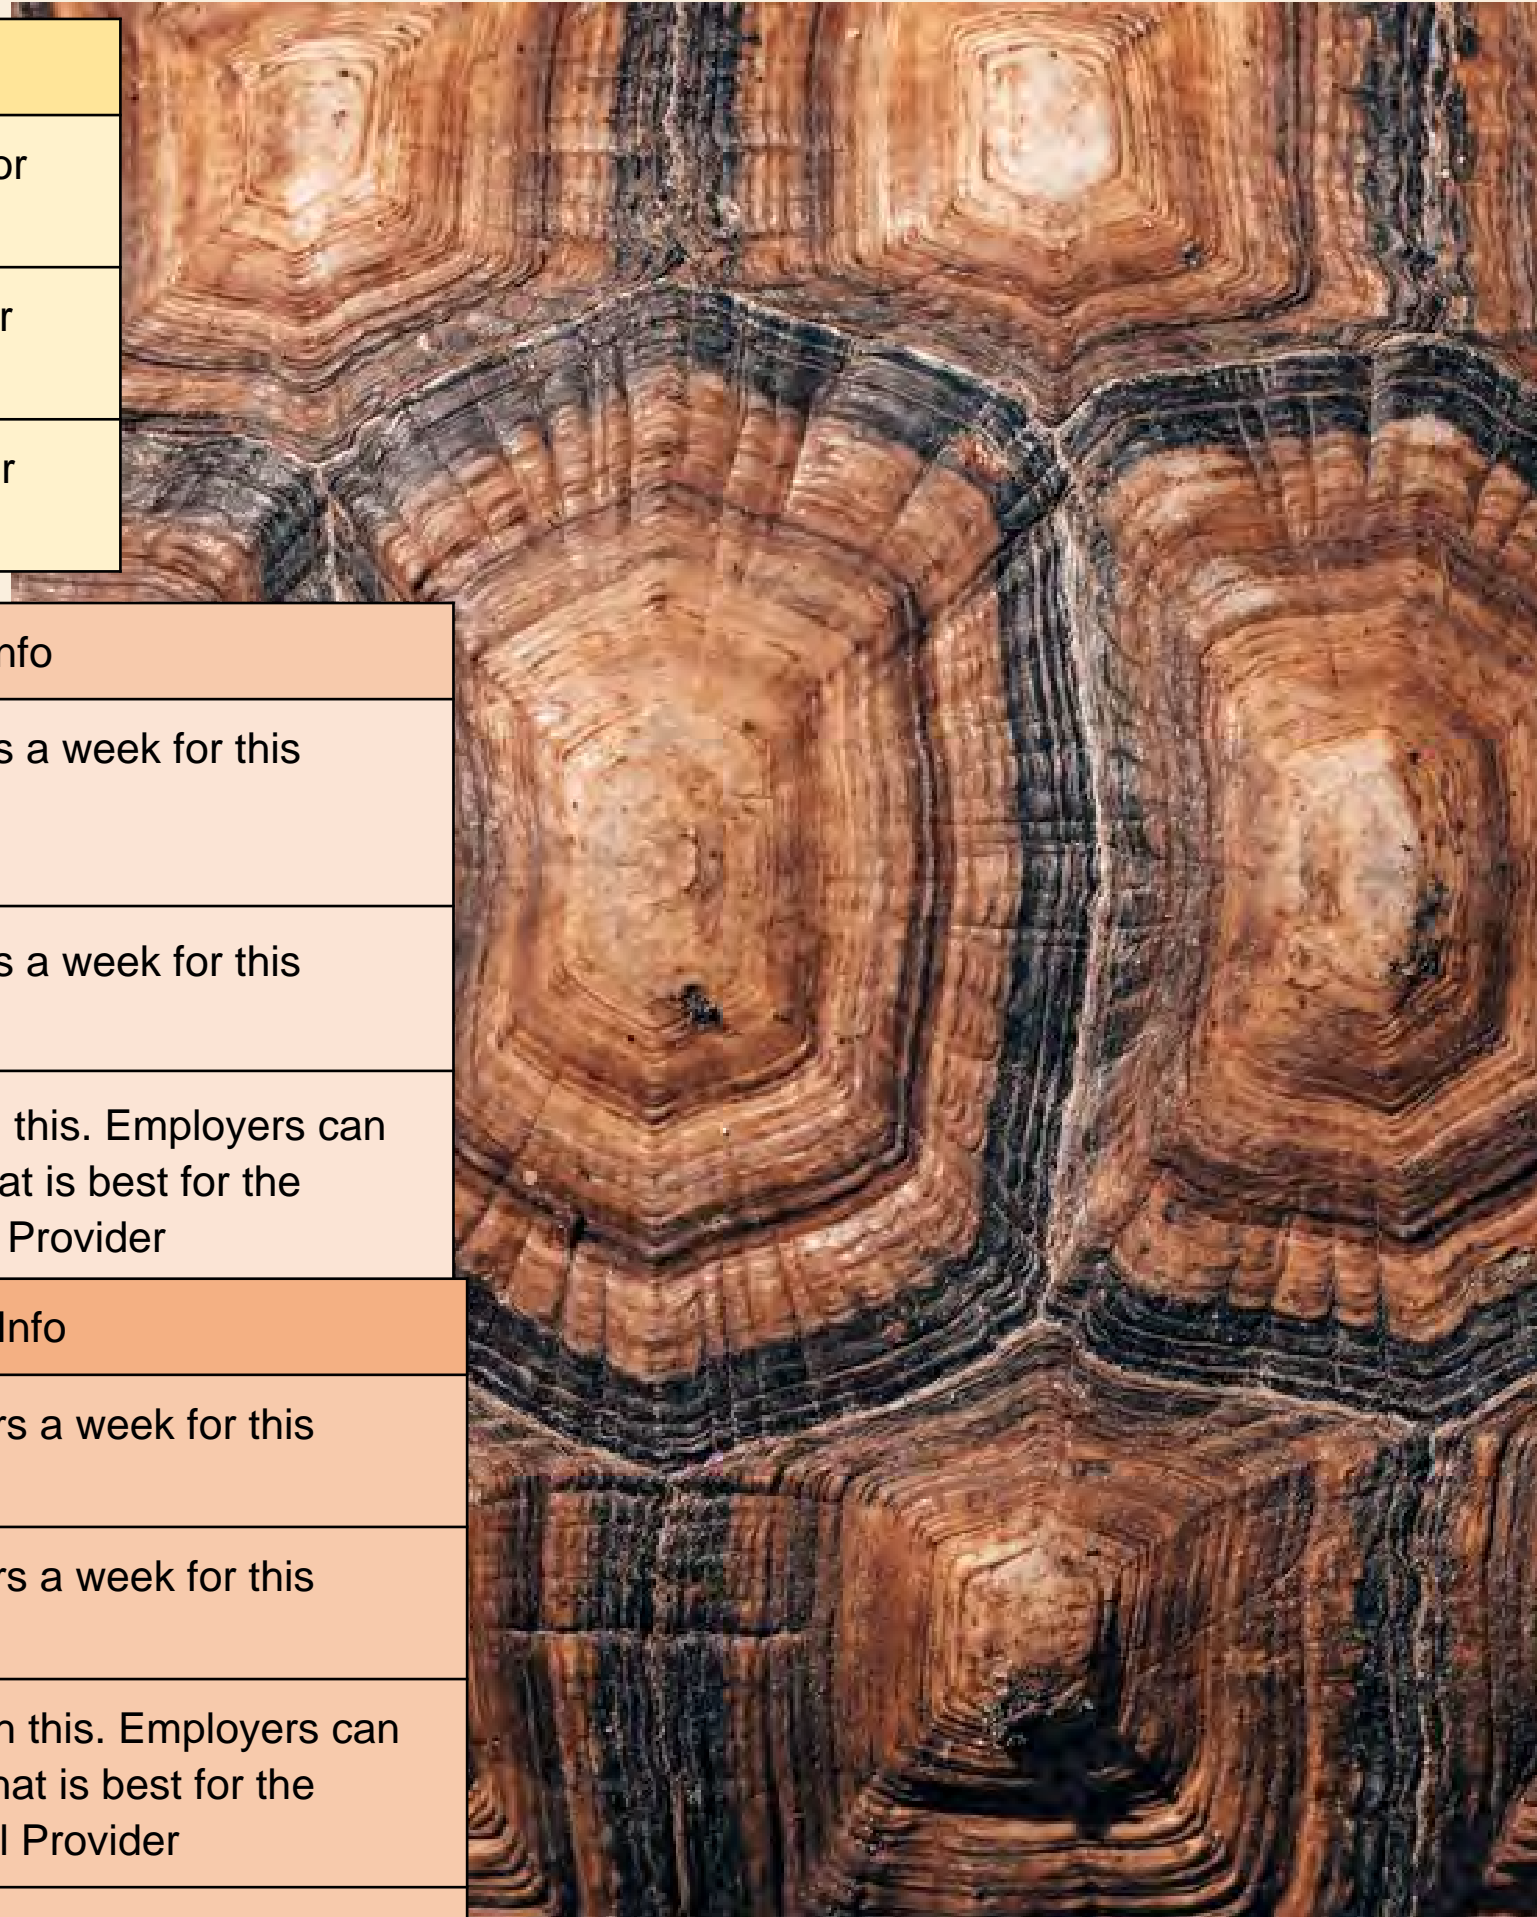 or
r
r
nfo
s a week for this
s a week for this
this. Employers can
at is best for the
Provider
Info
rs a week for this
rs a week for this
n this. Employers can
hat is best for the
l Provider